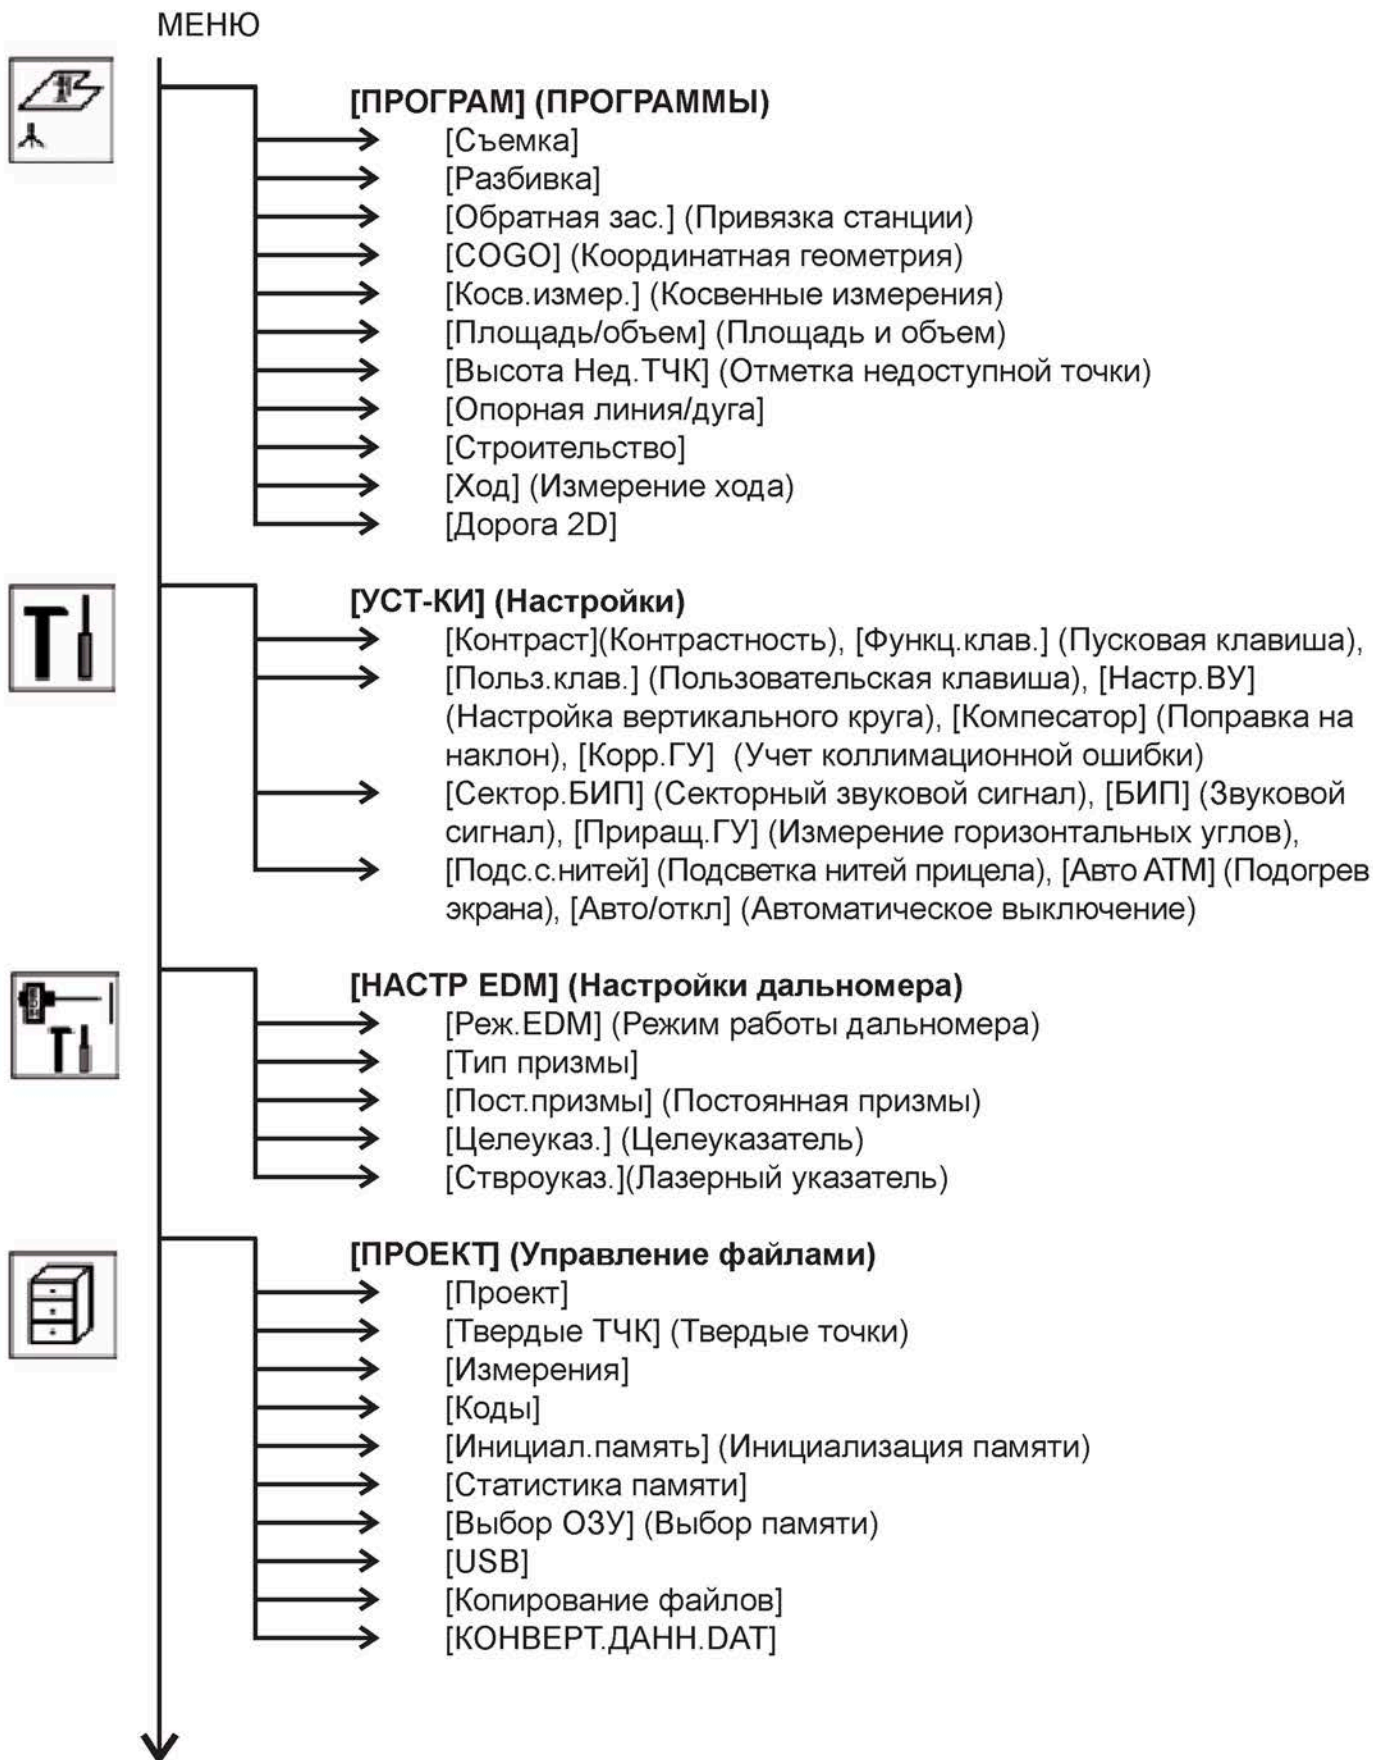 МЕНЮ
[ПРОГРАМ] (ПРОГРАММЫ)
[Съемка]
[Разбивка]
[Обратная зас.] (Привязка станции)
[COGO] (Координатная геометрия)
[Косв.измер.] (Косвенные измерения)
[Площадь/объем] (Площадь и объем)
[Высота Нед.ТЧК] (Отметка недоступной точки)
[Опорная линия/дуга]
[Строительство]
[Ход] (Измерение хода)
[Дорога 2D]
[УСТ-КИ] (Настройки)
[Контраст](Контрастность), [Функц.клав.] (Пусковая клавиша),
[Польз.клав.] (Пользовательская клавиша), [Настр.ВУ]
(Настройка вертикального круга), [Компесатор] (Поправка на
наклон), [Корр.ГУ] (Учет коллимационной ошибки)
[Сектор.БИП] (Секторный звуковой сигнал), [БИП] (Звуковой
сигнал), [Приращ.ГУ] (Измерение горизонтальных углов),
[Подс.с.нитей] (Подсветка нитей прицела), [Авто АТМ] (Подогрев
экрана), [Авто/откл] (Автоматическое выключение)
[НАСТР EDM] (Настройки дальномера)
[Реж.EDM] (Режим работы дальномера)
[Тип призмы]
[Пост.призмы] (Постоянная призмы)
[Целеуказ.] (Целеуказатель)
[Ствроуказ.](Лазерный указатель)
[ПРОЕКТ] (Управление файлами)
[Проект]
[Твердые ТЧК] (Твердые точки)
[Измерения]
[Коды]
[Инициал.память] (Инициализация памяти)
[Статистика памяти]
[Выбор ОЗУ] (Выбор памяти)
[USB]
[Копирование файлов]
[КОНВЕРТ.ДАНН.DAT]